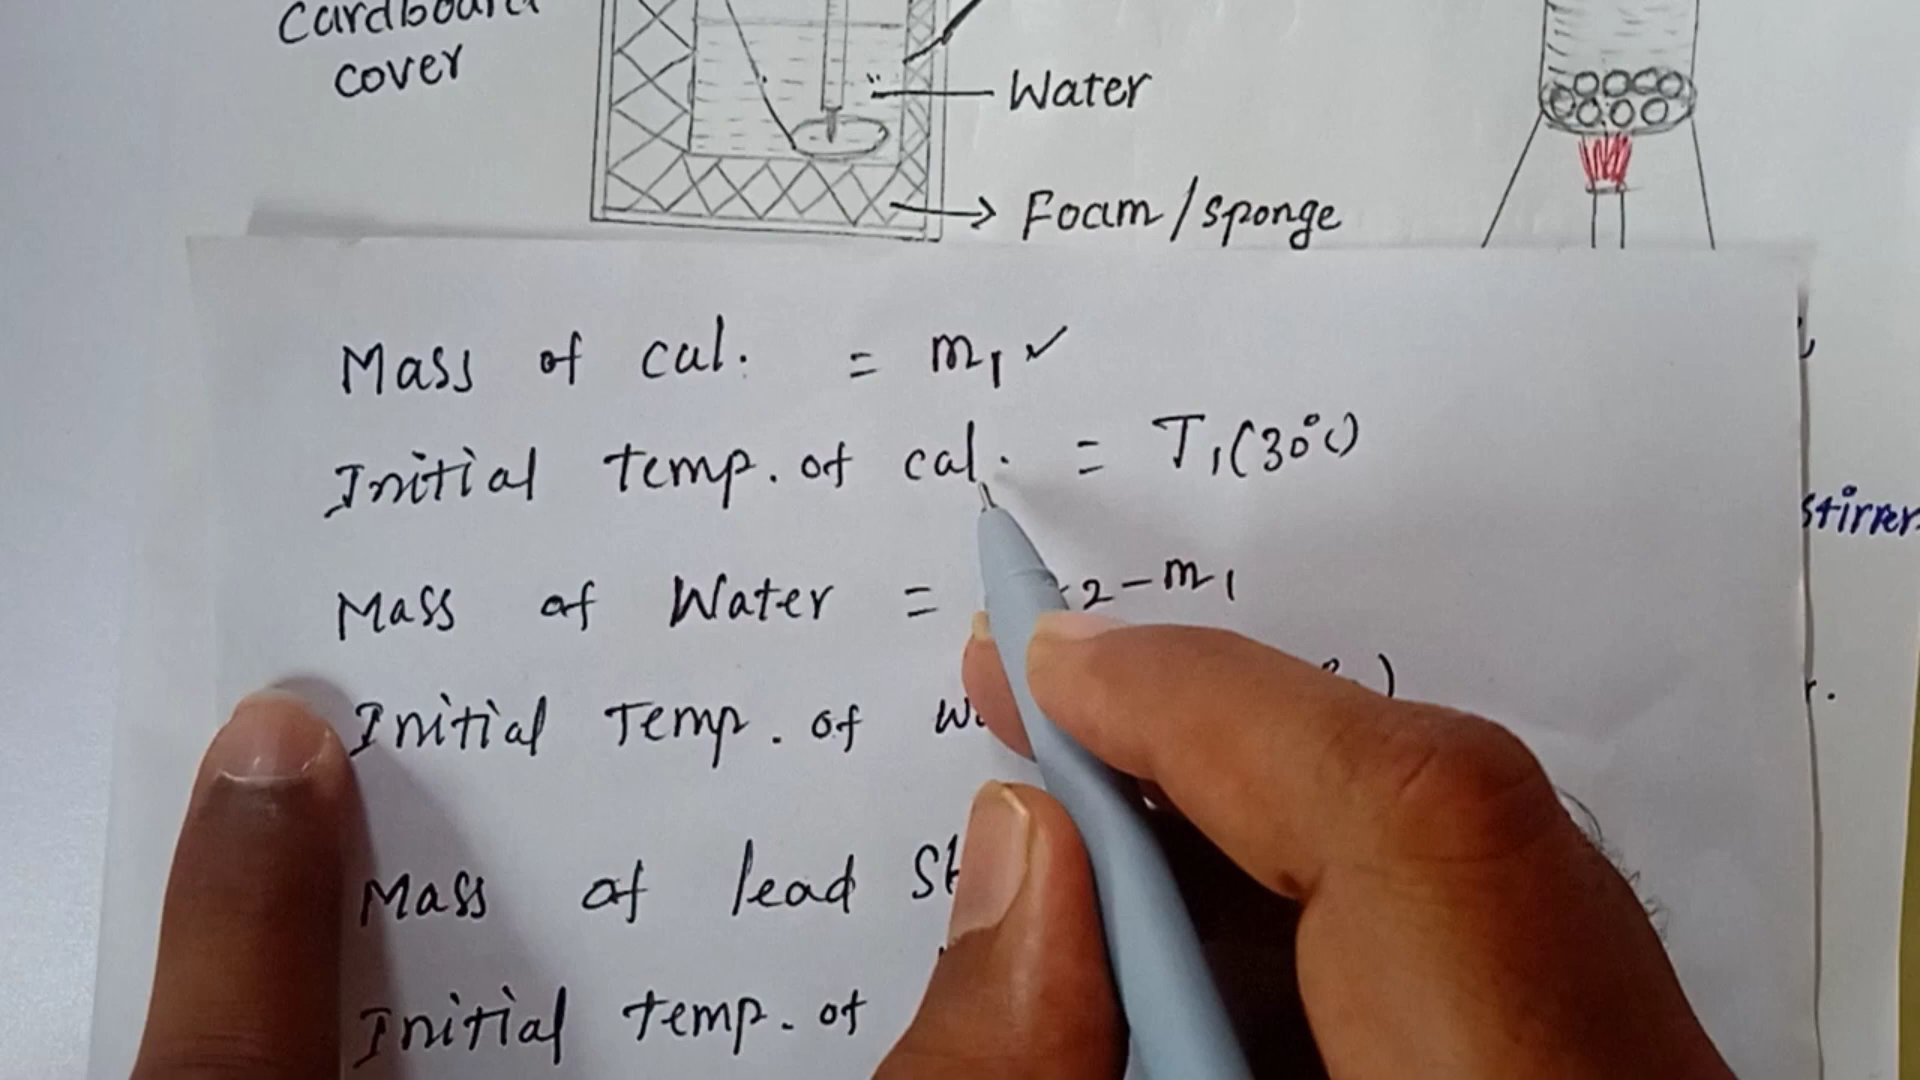 Cardboard
cover
Water
Foam / sponge
Mass of cal. = m₁ ✓
Initial temp. of cal. = T₁(30°C)
stirrer
Mass of Water = 2 – m₁
Initial Temp. of
Mass of lead
Initial temp. of